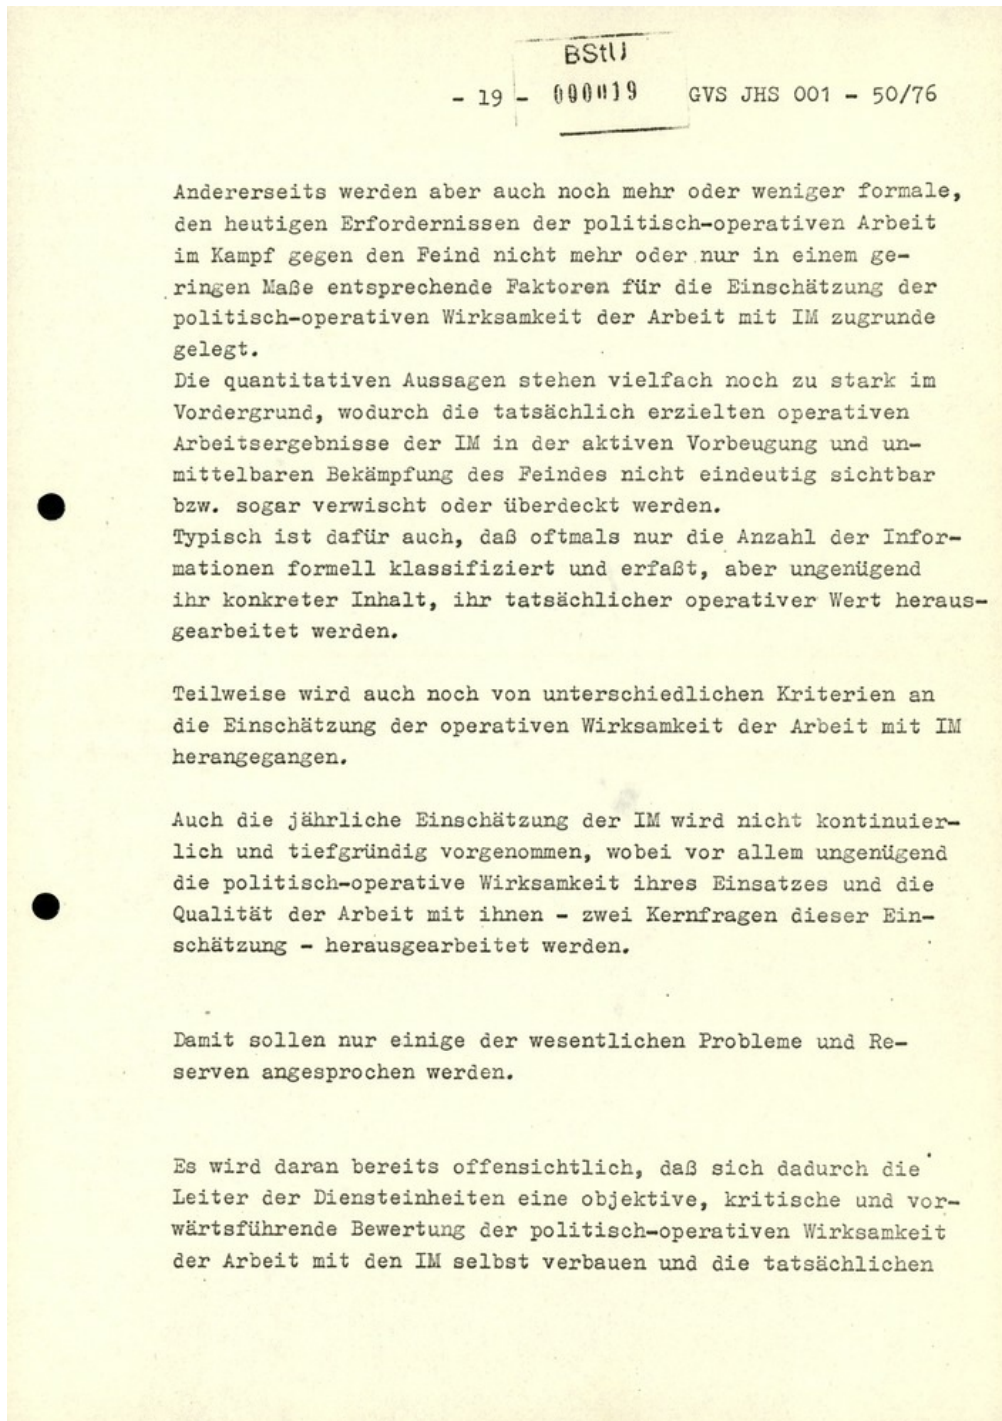 BStU
- 19 - 000019 GVS JHS 001 - 50/76
Andererseits werden aber auch noch mehr oder weniger formale,
den heutigen Erfordernissen der politisch-operativen Arbeit
im Kampf gegen den Feind nicht mehr oder nur in einem ge-
ringen Maße entsprechende Faktoren für die Einschätzung der
politisch-operativen Wirksamkeit der Arbeit mit IM zugrunde
gelegt.
Die quantitativen Aussagen stehen vielfach noch zu stark im
Vordergrund, wodurch die tatsächlich erzielten operativen
Arbeitsergebnisse der IM in der aktiven Vorbeugung und un-
mittelbaren Bekämpfung des Feindes nicht eindeutig sichtbar
bzw. sogar verwischt oder überdeckt werden.
Typisch ist dafür auch, daß oftmals nur die Anzahl der Infor-
mationen formell klassifiziert und erfaßt, aber ungenügend
ihr konkreter Inhalt, ihr tatsächlicher operativer Wert heraus-
gearbeitet werden.
Teilweise wird auch noch von unterschiedlichen Kriterien an
die Einschätzung der operativen Wirksamkeit der Arbeit mit IM
herangegangen.
Auch die jährliche Einschätzung der IM wird nicht kontinuier-
lich und tiefgründig vorgenommen, wobei vor allem ungenügend
die politisch-operative Wirksamkeit ihres Einsatzes und die
Qualität der Arbeit mit ihnen - zwei Kernfragen dieser Ein-
schätzung - herausgearbeitet werden.
Damit sollen nur einige der wesentlichen Probleme und Re-
serven angesprochen werden.
Es wird daran bereits offensichtlich, daß sich dadurch die
Leiter der Diensteinheiten eine objektive, kritische und vor-
wärtsführende Bewertung der politisch-operativen Wirksamkeit
der Arbeit mit den IM selbst verbauen und die tatsächlichen